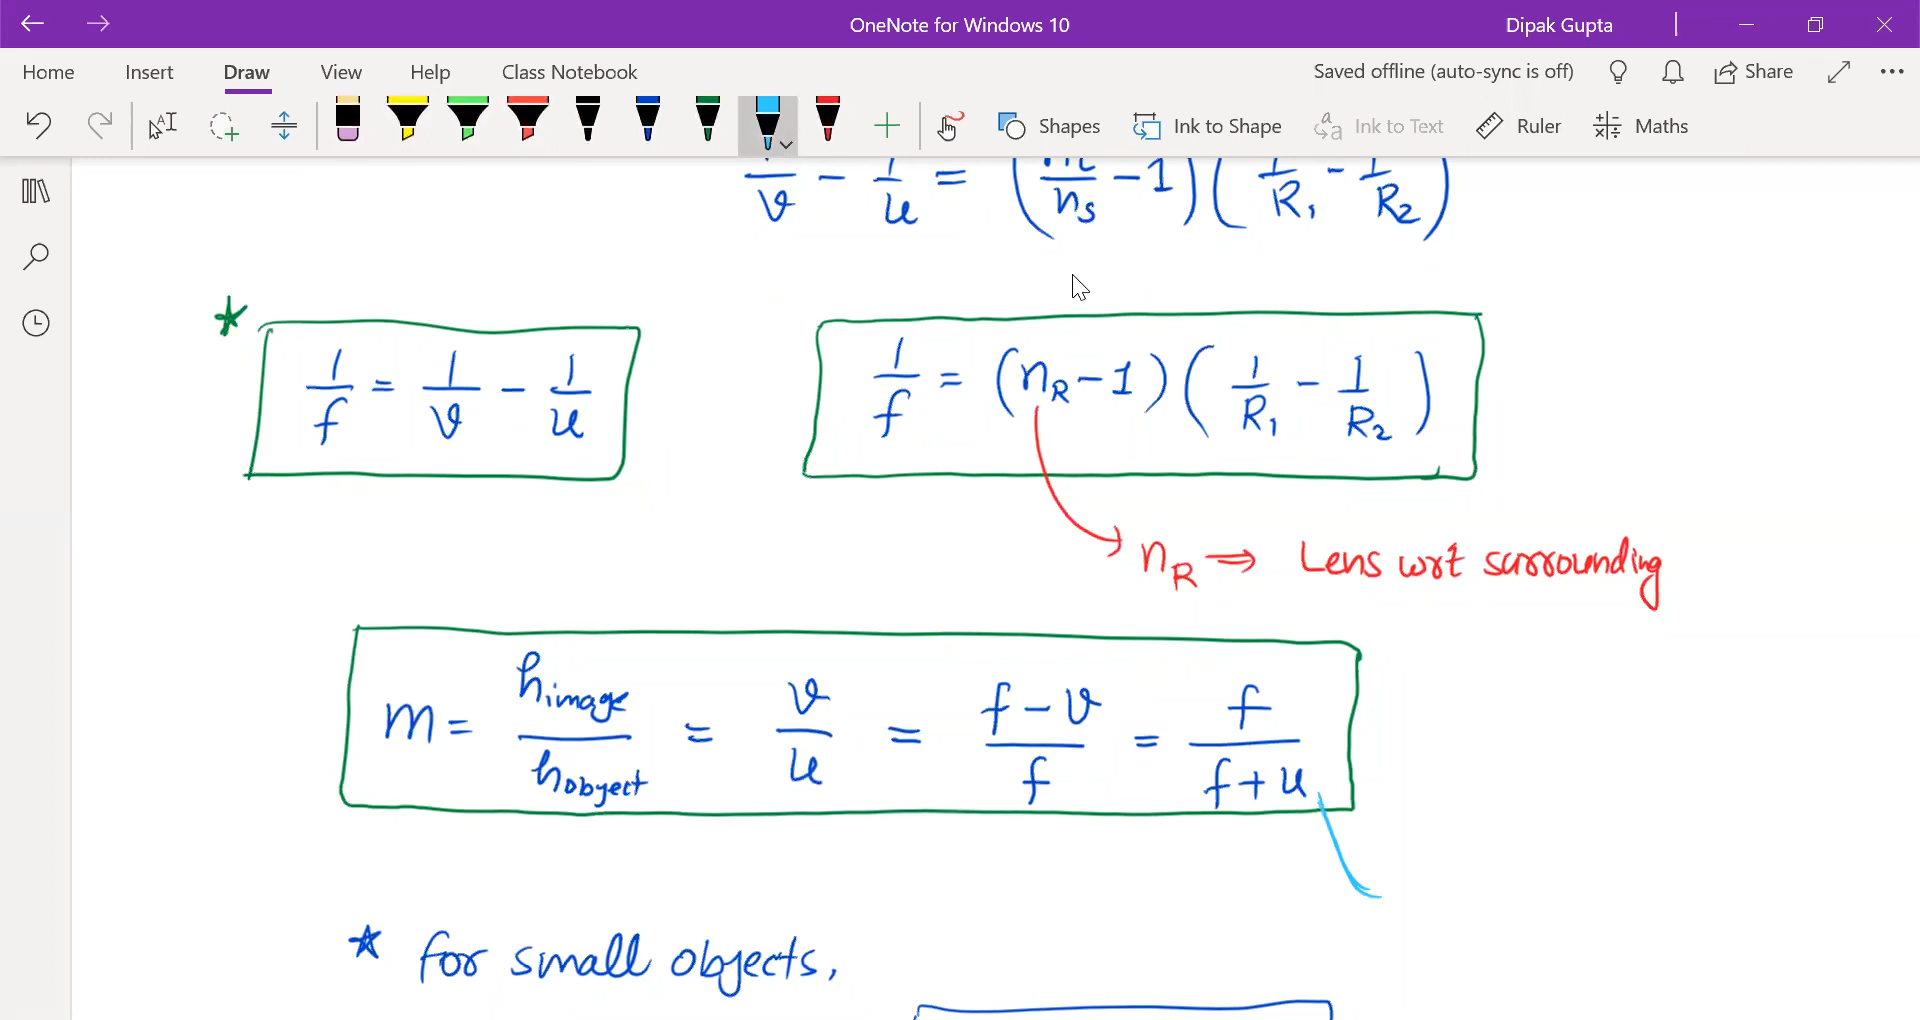 OneNote for Windows 10
Dipak Gupta
Home Insert Draw View Help Class Notebook
Saved offline (auto-sync is off) Share
Shapes Ink to Shape Ink to Text Ruler Maths
1/v - 1/u = (nL/ns - 1)(1/R1 - 1/R2)
★ 1/f = 1/v - 1/u
1/f = (nR - 1)(1/R1 - 1/R2)
nR ⇒ Lens wrt surrounding
m = himage/hobject = v/u = f-v/f = f/f+u
★ for small objects,